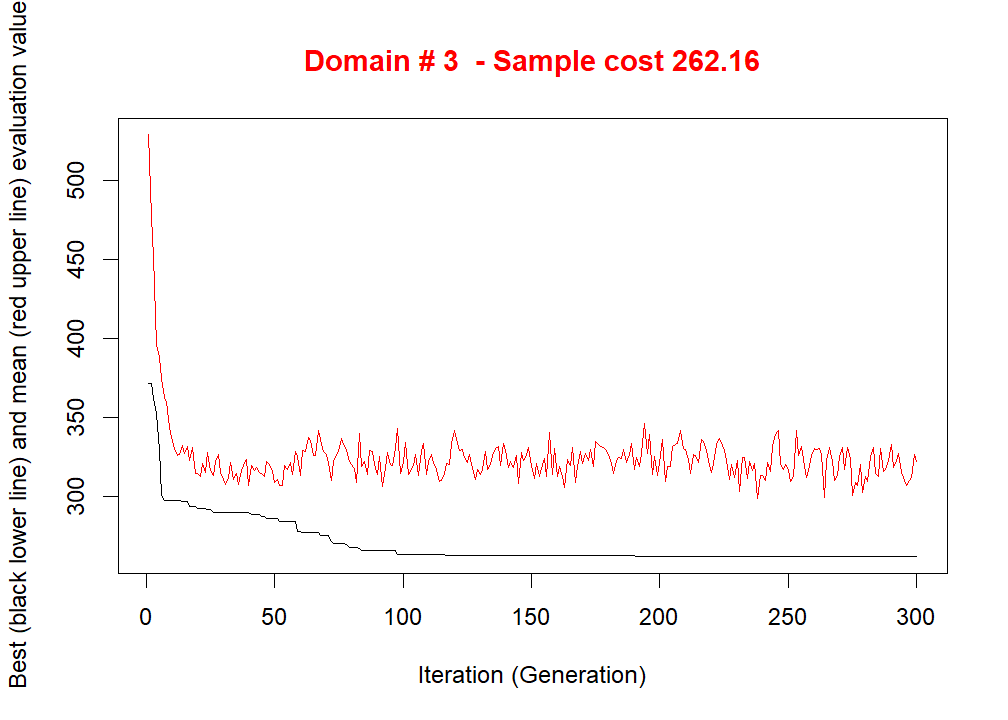 Domain # 3  - Sample cost 262.16
Best (black lower line) and mean (red upper line) evaluation value
500
450
400
350
300
0 50 100 150 200 250 300
Iteration (Generation)